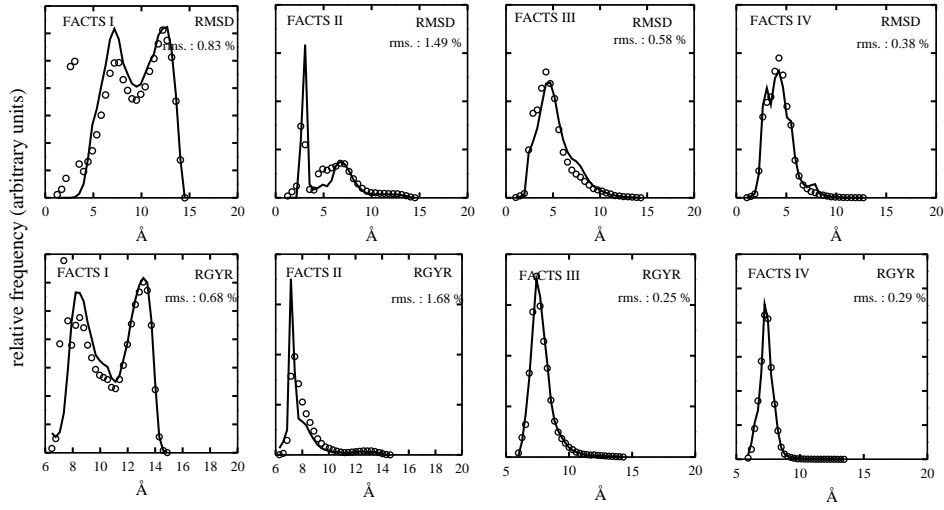 relative frequency (arbitrary units)
FACTS I RMSD
rms. : 0.83 %
0 5 10 15 20
Å
FACTS II RMSD
rms. : 1.49 %
0 5 10 15 20
Å
FACTS III RMSD
rms. : 0.58 %
0 5 10 15 20
Å
FACTS IV RMSD
rms. : 0.38 %
0 5 10 15 20
Å
FACTS I RGYR
rms. : 0.68 %
6 8 10 12 14 16 18 20
Å
FACTS II RGYR
rms. : 1.68 %
6 8 10 12 14 16 18 20
Å
FACTS III RGYR
rms. : 0.25 %
5 10 15 20
Å
FACTS IV RGYR
rms. : 0.29 %
5 10 15 20
Å